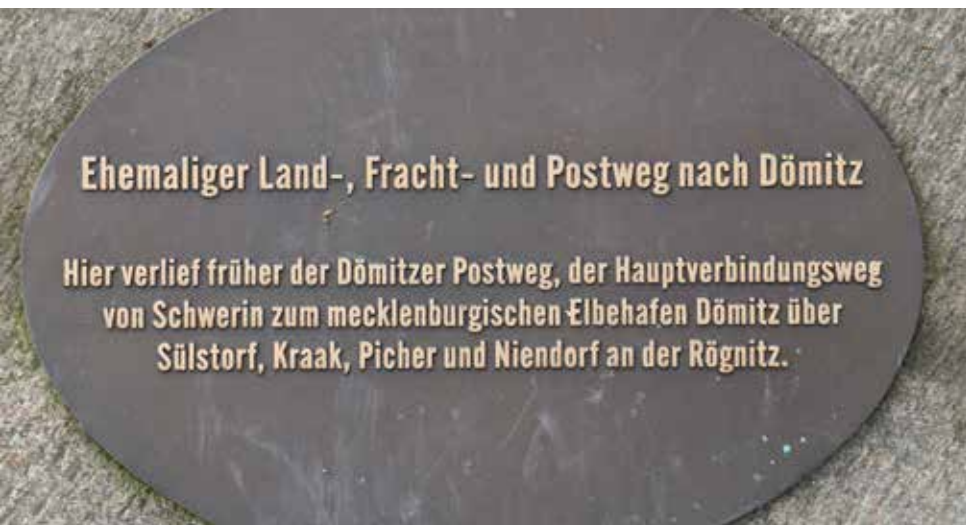 Ehemaliger Land-, Fracht- und Postweg nach Dömitz
Hier verlief früher der Dömitzer Postweg, der Hauptverbindungsweg
von Schwerin zum mecklenburgischen Elbehafen Dömitz über
Sülstorf, Kraak, Picher und Niendorf an der Rögnitz.